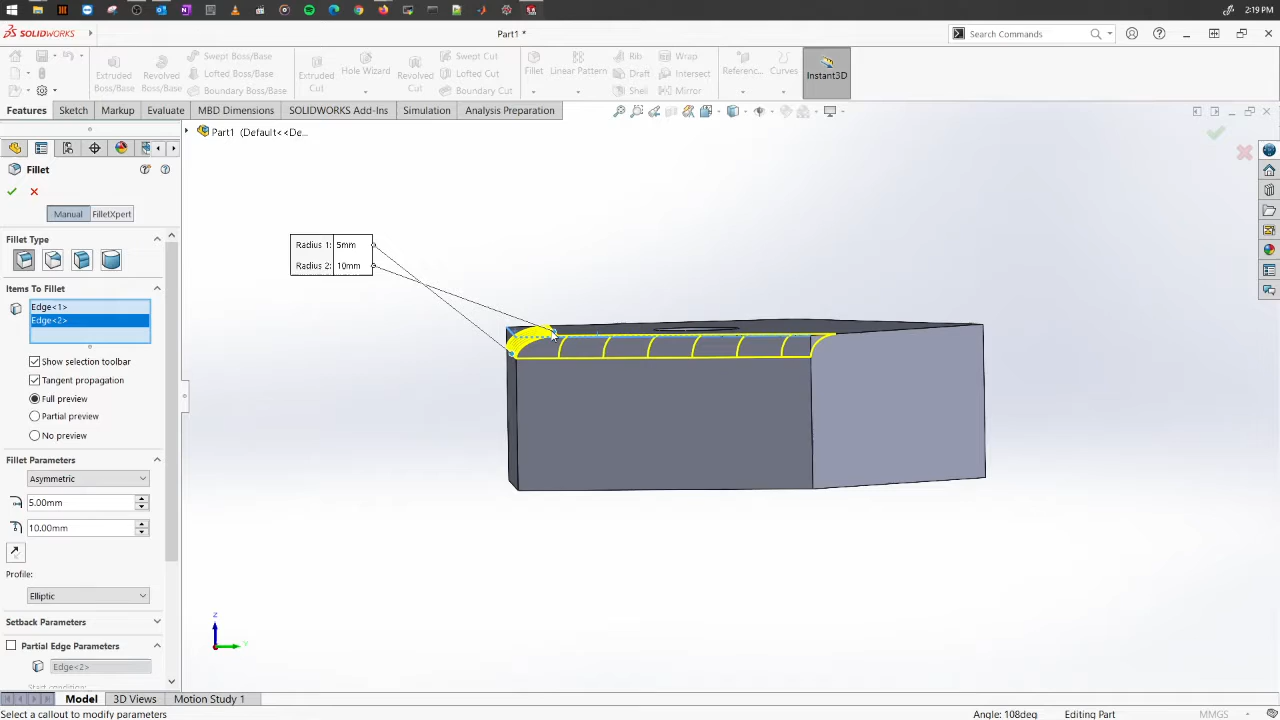 2:19 PM
SOLIDWORKS
Part1 *
Search Commands
Extruded Boss/Base
Revolved Boss/Base
Swept Boss/Base
Lofted Boss/Base
Boundary Boss/Base
Extruded Cut
Hole Wizard
Revolved Cut
Swept Cut
Lofted Cut
Boundary Cut
Fillet
Linear Pattern
Rib
Draft
Shell
Wrap
Intersect
Mirror
Referenc...
Curves
Instant3D
Features
Sketch
Markup
Evaluate
MBD Dimensions
SOLIDWORKS Add-Ins
Simulation
Analysis Preparation
Part1 (Default<<De...
Fillet
Manual
FilletXpert
Fillet Type
Items To Fillet
Edge<1>
Edge<2>
Show selection toolbar
Tangent propagation
Full preview
Partial preview
No preview
Fillet Parameters
Asymmetric
5.00mm
10.00mm
Profile:
Elliptic
Setback Parameters
Partial Edge Parameters
Edge<2>
Start condition:
Radius 1: 5mm
Radius 2: 10mm
Z
Y
Model
3D Views
Motion Study 1
Select a callout to modify parameters
Angle: 108deg
Editing Part
MMGS